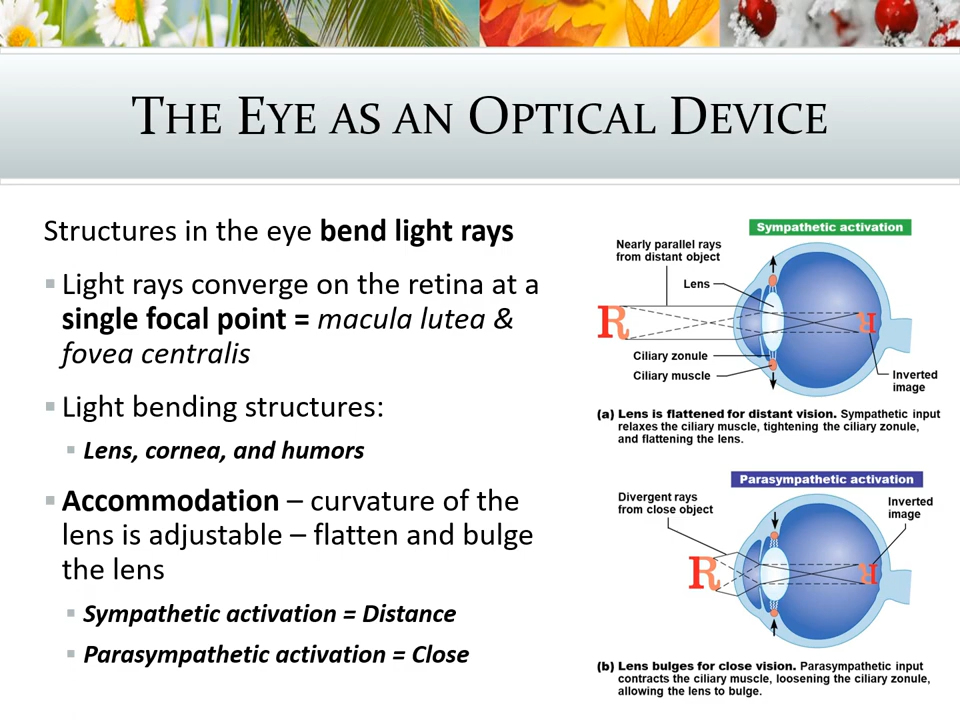 THE EYE AS AN OPTICAL DEVICE
Structures in the eye bend light rays
Light rays converge on the retina at a
single focal point = macula lutea &
fovea centralis
Light bending structures:
Lens, cornea, and humors
Accommodation – curvature of the
lens is adjustable – flatten and bulge
the lens
Sympathetic activation = Distance
Parasympathetic activation = Close
Sympathetic activation
Nearly parallel rays
from distant object
Lens
R
R
Ciliary zonule
Ciliary muscle
Inverted
image
(a) Lens is flattened for distant vision. Sympathetic input
relaxes the ciliary muscle, tightening the ciliary zonule,
and flattening the lens.
Parasympathetic activation
Divergent rays
from close object
Inverted
image
R
R
(b) Lens bulges for close vision. Parasympathetic input
contracts the ciliary muscle, loosening the ciliary zonule,
allowing the lens to bulge.